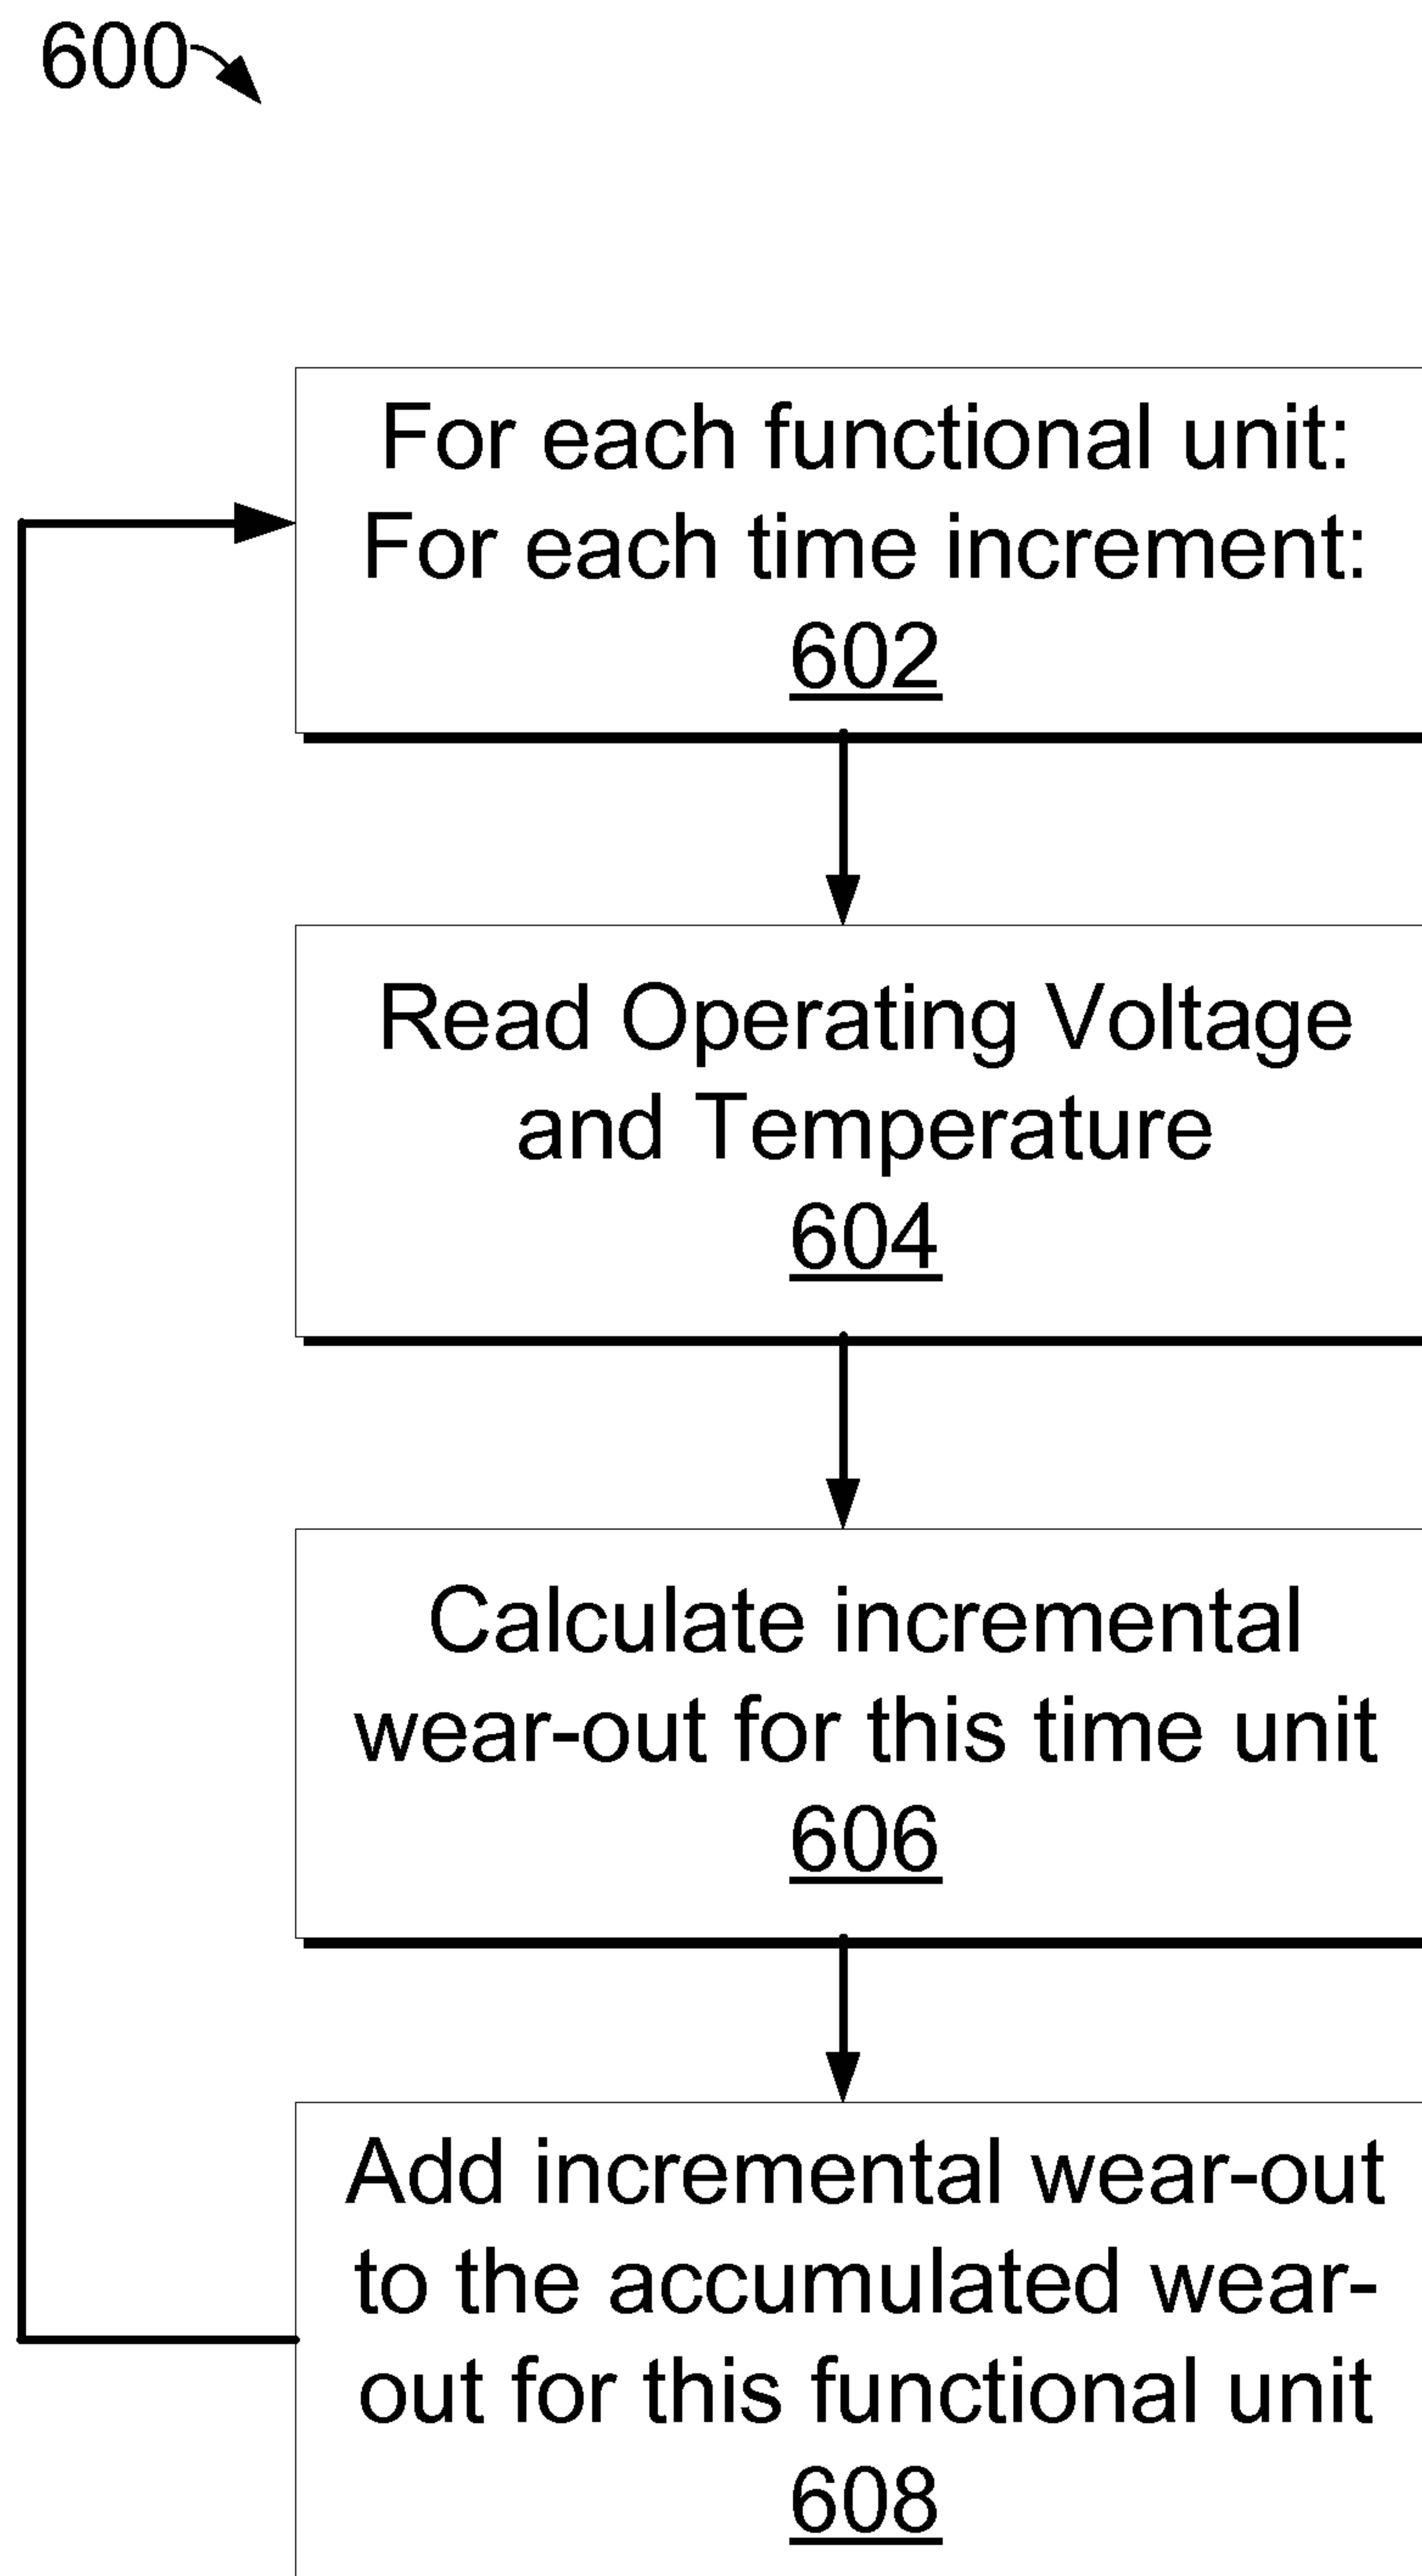 600
For each functional unit:
For each time increment:
602
Read Operating Voltage
and Temperature
604
Calculate incremental
wear-out for this time unit
606
Add incremental wear-out
to the accumulated wear-
out for this functional unit
608